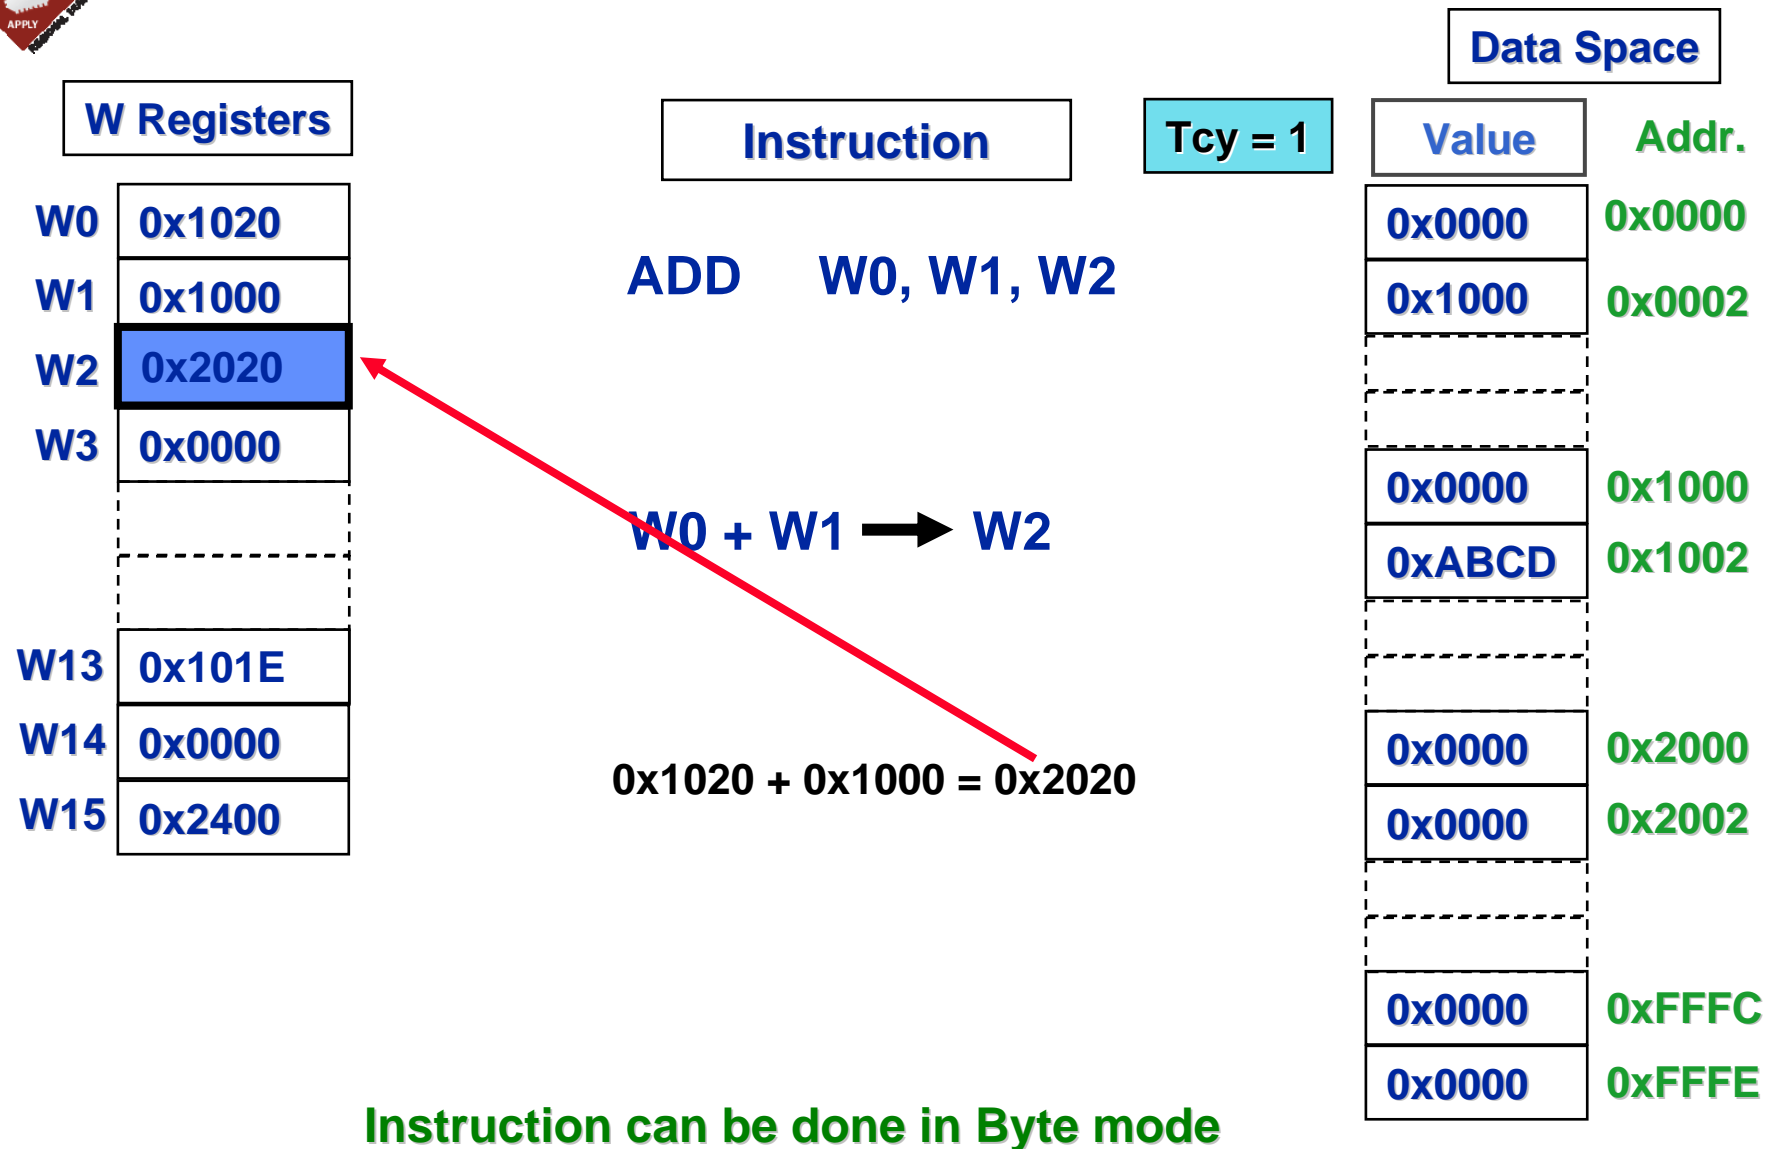 APPLY
Data Space
W Registers
Instruction
Tcy = 1
Value
Addr.
W0 0x1020
W1 0x1000
W2 0x2020
W3 0x0000
W13 0x101E
W14 0x0000
W15 0x2400
ADD W0, W1, W2
W0 + W1 W2
0x1020 + 0x1000 = 0x2020
0x0000 0x0000
0x1000 0x0002
0x0000 0x1000
0xABCD 0x1002
0x0000 0x2000
0x0000 0x2002
0x0000 0xFFFC
0x0000 0xFFFE
Instruction can be done in Byte mode